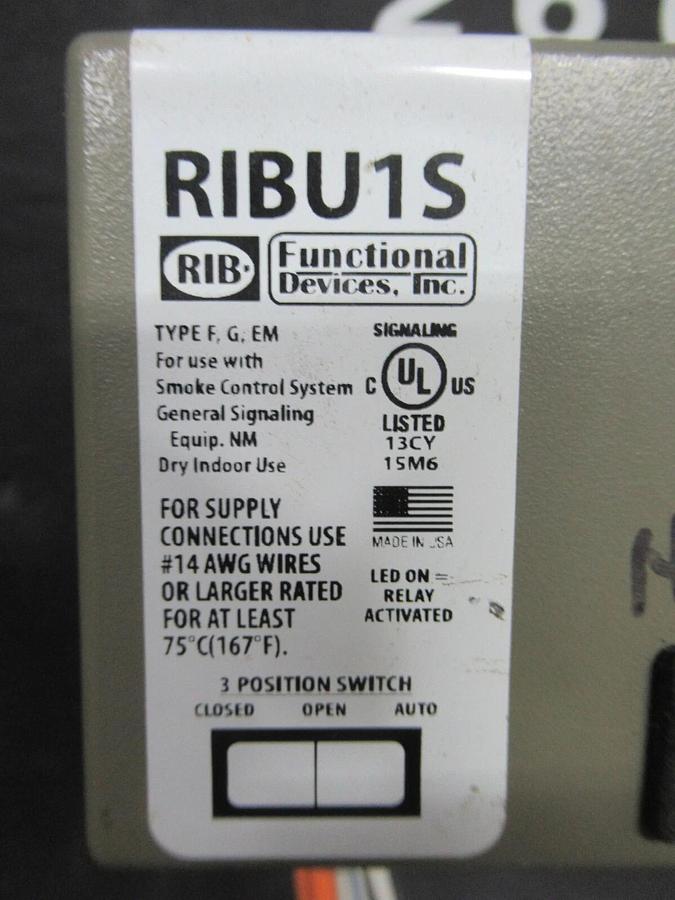 260
RIBU1S
RIB
Functional
Devices, Inc.
TYPE F, G, EM
For use with
Smoke Control System
General Signaling
Equip. NM
Dry Indoor Use
SIGNALING
C UL US
LISTED
13CY
15M6
FOR SUPPLY
CONNECTIONS USE
#14 AWG WIRES
OR LARGER RATED
FOR AT LEAST
75°C(167°F).
MADE IN USA
LED ON =
RELAY
ACTIVATED
3 POSITION SWITCH
CLOSED OPEN AUTO